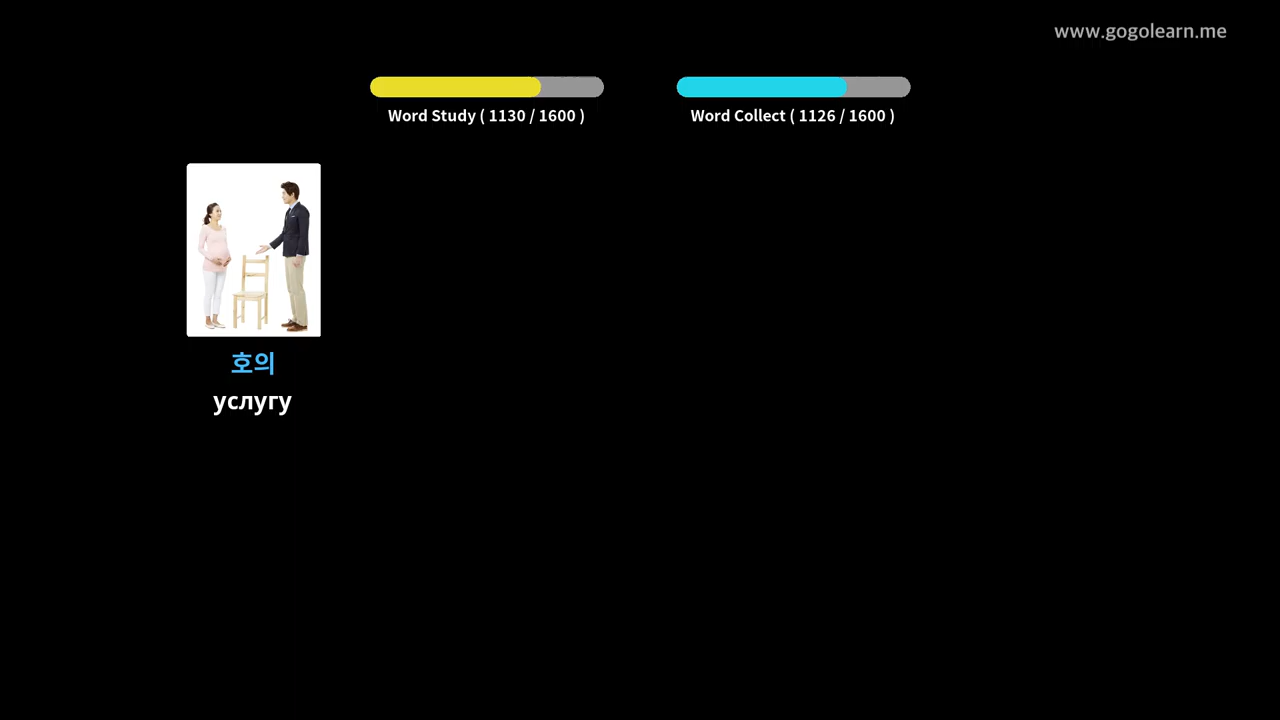 www.gogolearn.me
Word Study ( 1130 / 1600 )
Word Collect ( 1126 / 1600 )
호의
услугу